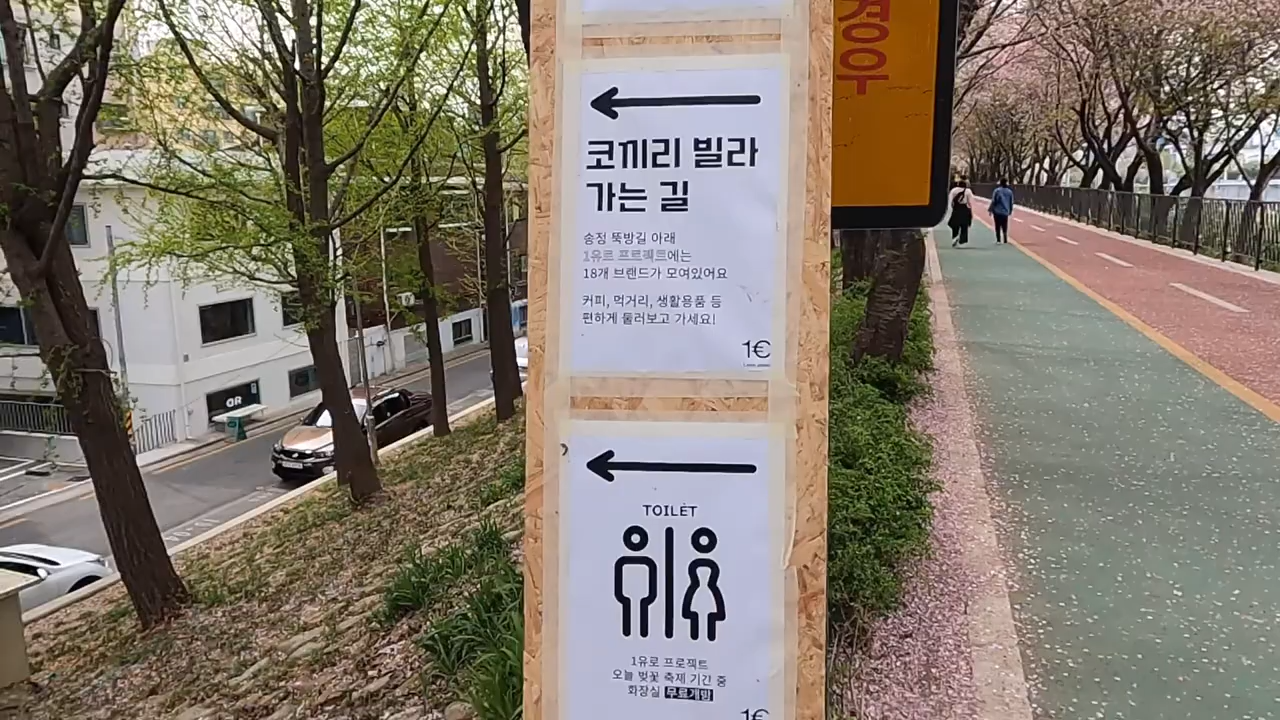 경우
코끼리 빌라
가는 길
송정 뚝방길 아래
1유로 프로젝트에는
18개 브랜드가 모여있어요
커피, 먹거리, 생활용품 등
편하게 둘러보고 가세요!
1€
TOILET
1유로 프로젝트
오늘 벚꽃 축제 기간 중
화장실 무료개방
1€